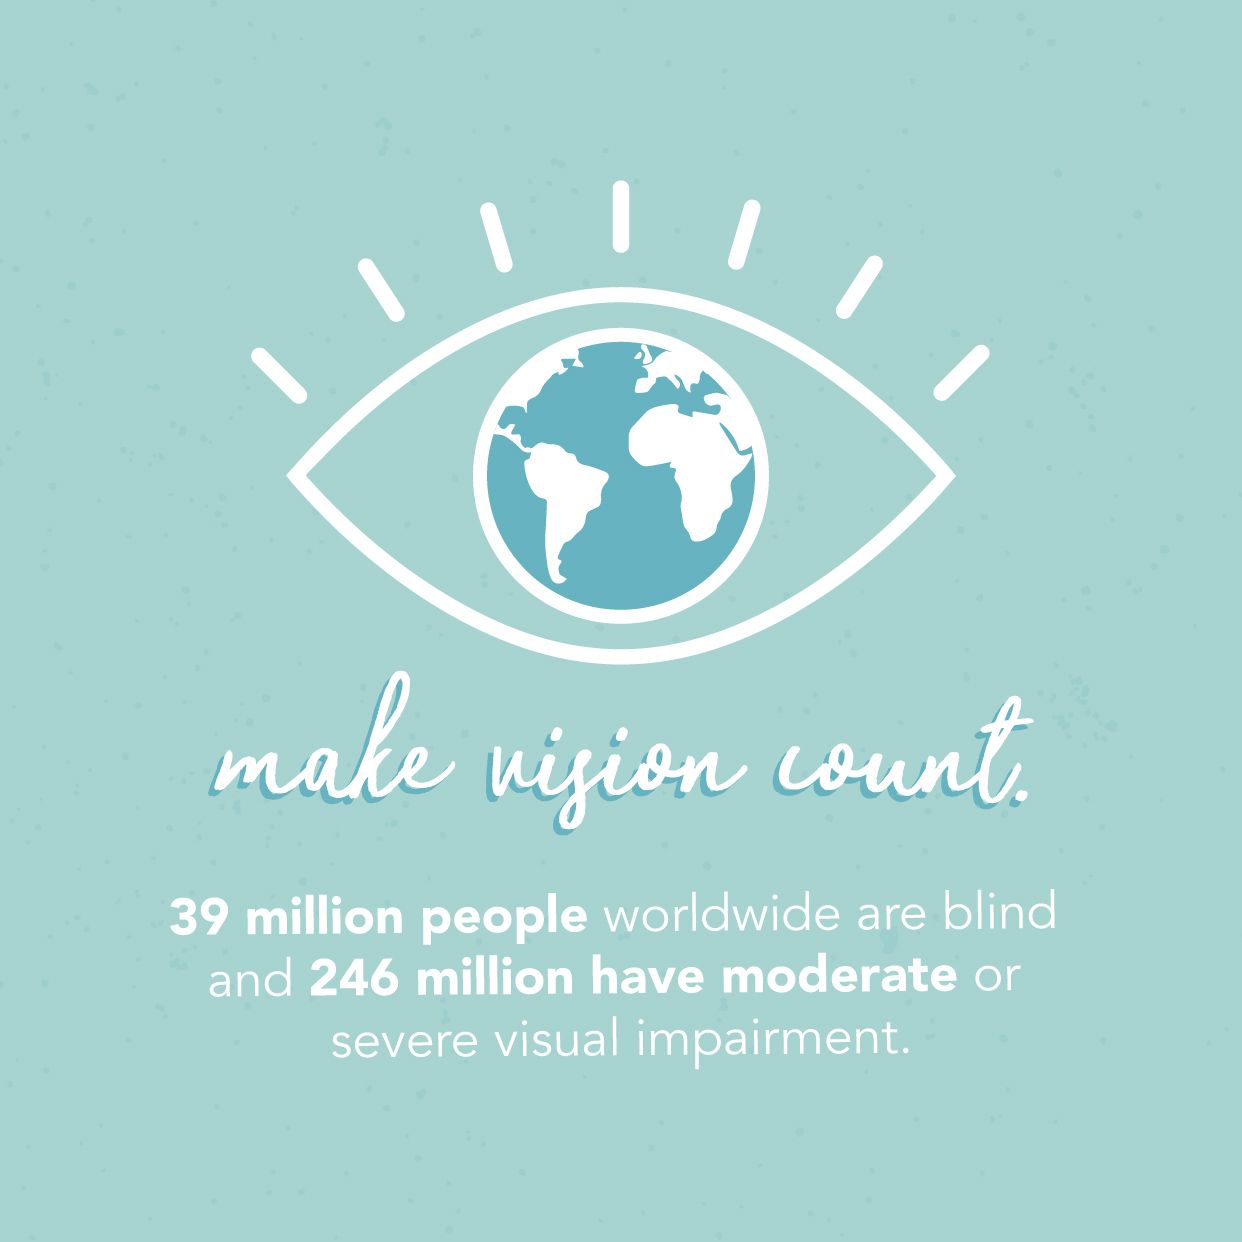 make vision count.
39 million people worldwide are blind
and 246 million have moderate or
severe visual impairment.